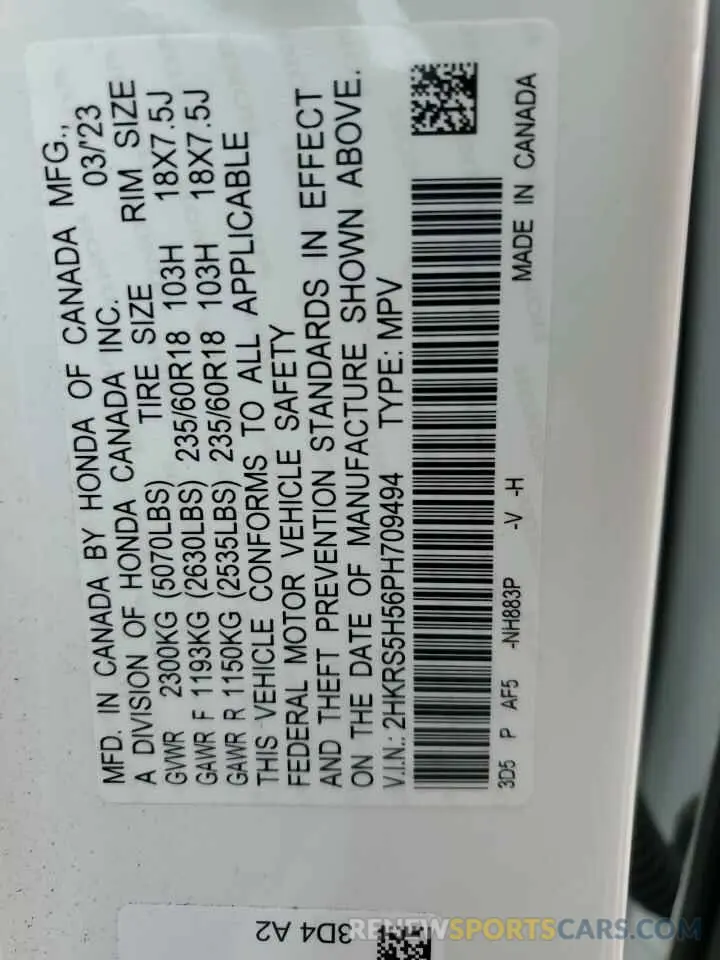 MFD. IN CANADA BY HONDA OF CANADA MFG.,
A DIVISION OF HONDA CANADA INC. 03/'23
TIRE SIZE RIM SIZE
GVWR 2300KG (5070LBS)
GAWR F 1193KG (2630LBS) 235/60R18 103H 18X7.5J
GAWR R 1150KG (2535LBS) 235/60R18 103H 18X7.5J
THIS VEHICLE CONFORMS TO ALL APPLICABLE
FEDERAL MOTOR VEHICLE SAFETY
AND THEFT PREVENTION STANDARDS IN EFFECT
ON THE DATE OF MANUFACTURE SHOWN ABOVE.
V.I.N.: 2HKRS5H56PH709494 TYPE: MPV
3D5 P AF5 -NH883P -V -H MADE IN CANADA
3D4 A2
RENEWSPORTSCARS.COM